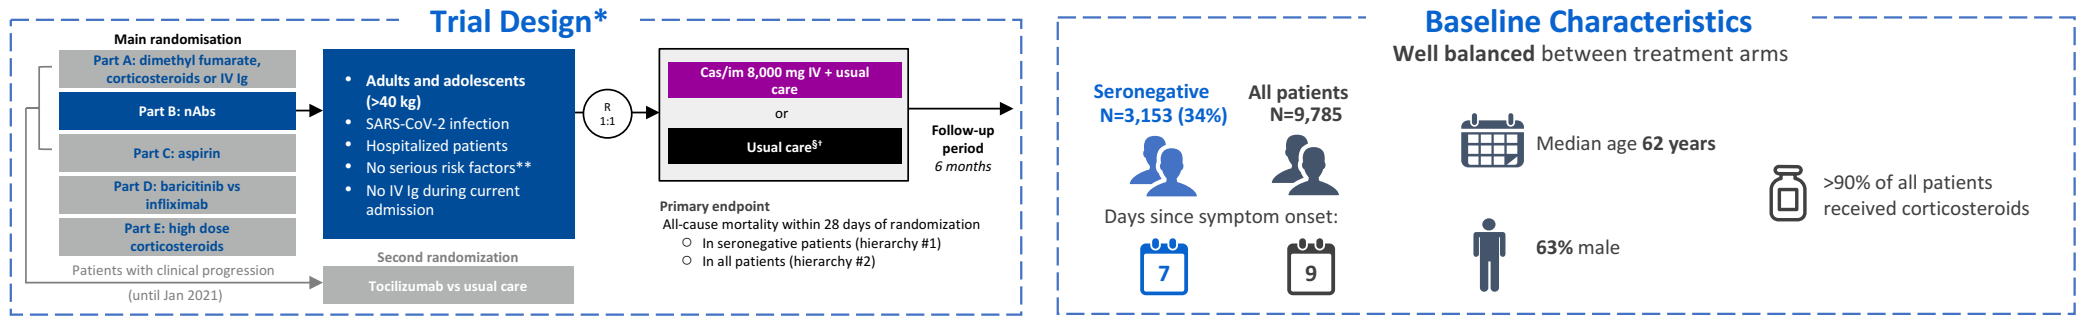 Trial Design*
Main randomisation
Part A: dimethyl fumarate,
corticosteroids or IV Ig
Part B: nAbs
Part C: aspirin
Part D: baricitinib vs
infliximab
Part E: high dose
corticosteroids
Patients with clinical progression
(until Jan 2021)
• Adults and adolescents
(>40 kg)
• SARS-CoV-2 infection
• Hospitalized patients
• No serious risk factors**
• No IV Ig during current
admission
Second randomization
Tocilizumab vs usual care
R
1:1
Cas/im 8,000 mg IV + usual
care
or
Usual care§†
Follow-up
period
6 months
Primary endpoint
All-cause mortality within 28 days of randomization
○ In seronegative patients (hierarchy #1)
○ In all patients (hierarchy #2)
Baseline Characteristics
Well balanced between treatment arms
Seronegative
N=3,153 (34%)
All patients
N=9,785
Days since symptom onset:
7
9
Median age 62 years
63% male
>90% of all patients
received corticosteroids